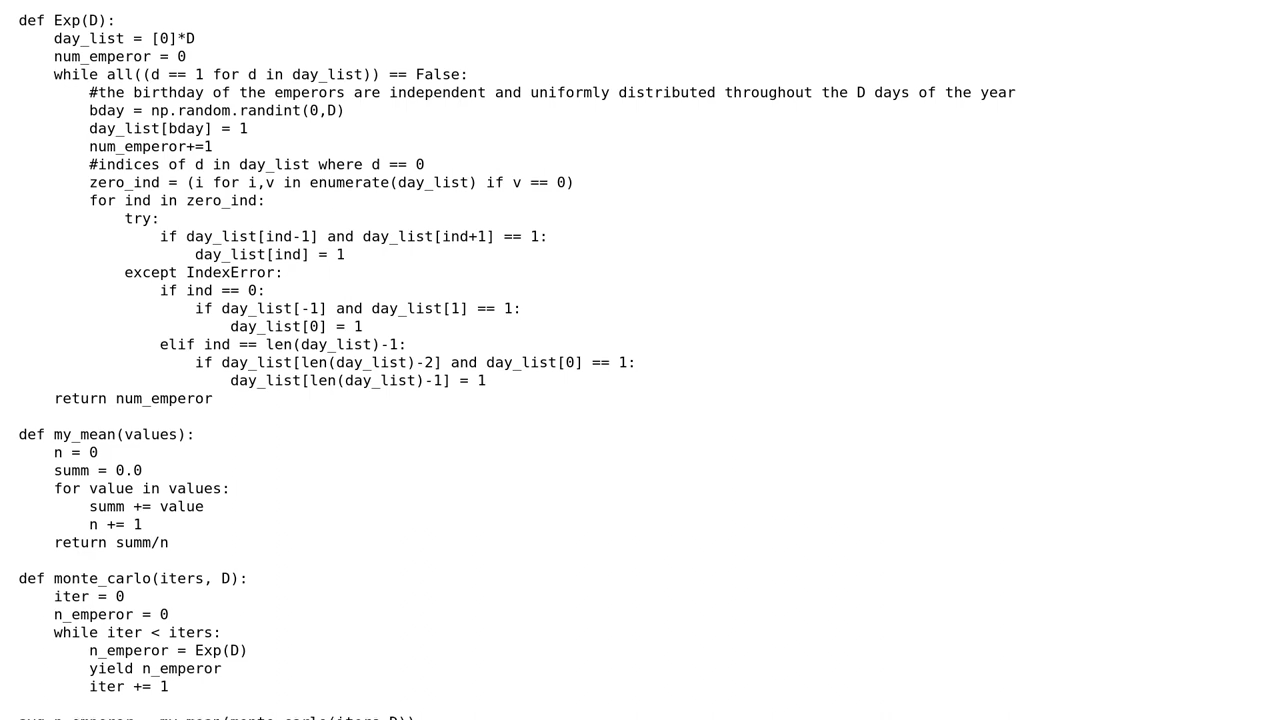 def Exp(D):
    day_list = [0]*D
    num_emperor = 0
    while all((d == 1 for d in day_list)) == False:
        #the birthday of the emperors are independent and uniformly distributed throughout the D days of the year
        bday = np.random.randint(0,D)
        day_list[bday] = 1
        num_emperor+=1
        #indices of d in day_list where d == 0
        zero_ind = (i for i,v in enumerate(day_list) if v == 0)
        for ind in zero_ind:
            try:
                if day_list[ind-1] and day_list[ind+1] == 1:
                    day_list[ind] = 1
            except IndexError:
                if ind == 0:
                    if day_list[-1] and day_list[1] == 1:
                        day_list[0] = 1
                elif ind == len(day_list)-1:
                    if day_list[len(day_list)-2] and day_list[0] == 1:
                        day_list[len(day_list)-1] = 1
    return num_emperor

def my_mean(values):
    n = 0
    summ = 0.0
    for value in values:
        summ += value
        n += 1
    return summ/n

def monte_carlo(iters, D):
    iter = 0
    n_emperor = 0
    while iter < iters:
        n_emperor = Exp(D)
        yield n_emperor
        iter += 1

avg_n_emperor = my_mean(monte_carlo(iters,D))